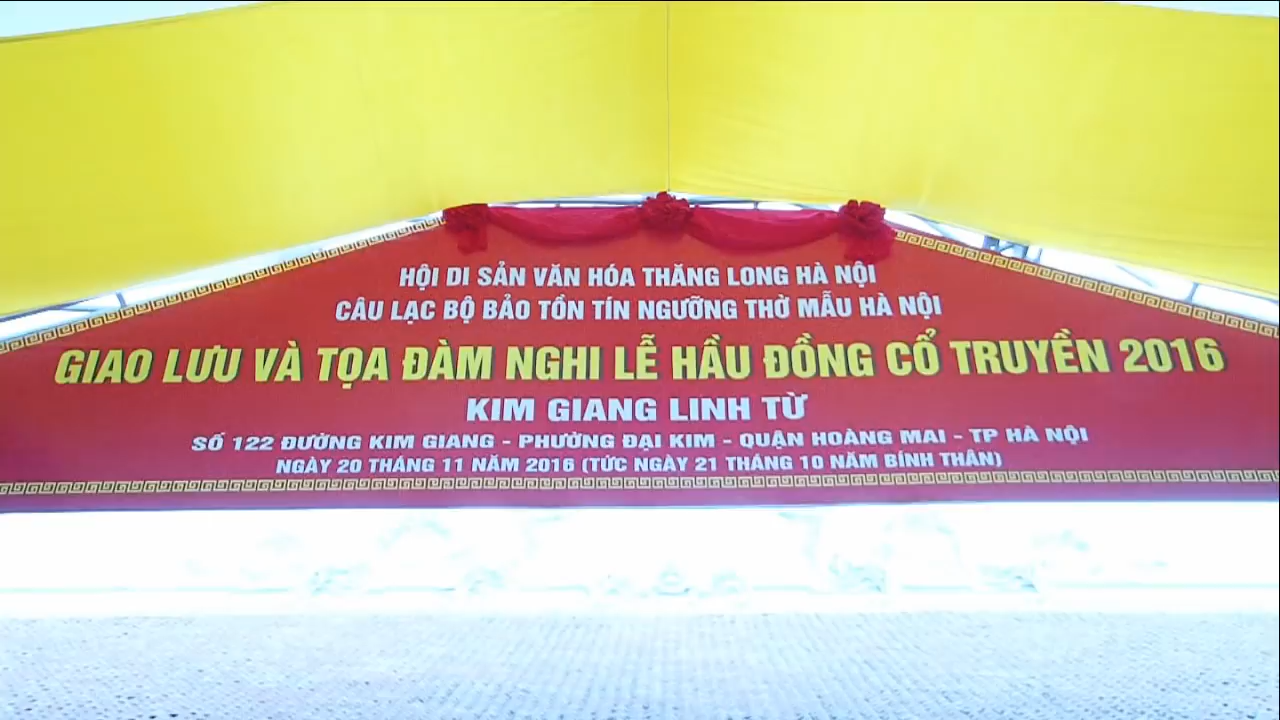 HỘI DI SẢN VĂN HÓA THĂNG LONG HÀ NỘI
CÂU LẠC BỘ BẢO TỒN TÍN NGƯỠNG THỜ MẪU HÀ NỘI
GIAO LƯU VÀ TỌA ĐÀM NGHI LỄ HẦU ĐỒNG CỔ TRUYỀN 2016
KIM GIANG LINH TỪ
SỐ 122 ĐƯỜNG KIM GIANG - PHƯỜNG ĐẠI KIM - QUẬN HOÀNG MAI - TP HÀ NỘI
NGÀY 20 THÁNG 11 NĂM 2016 (TỨC NGÀY 21 THÁNG 10 NĂM BÍNH THÂN)